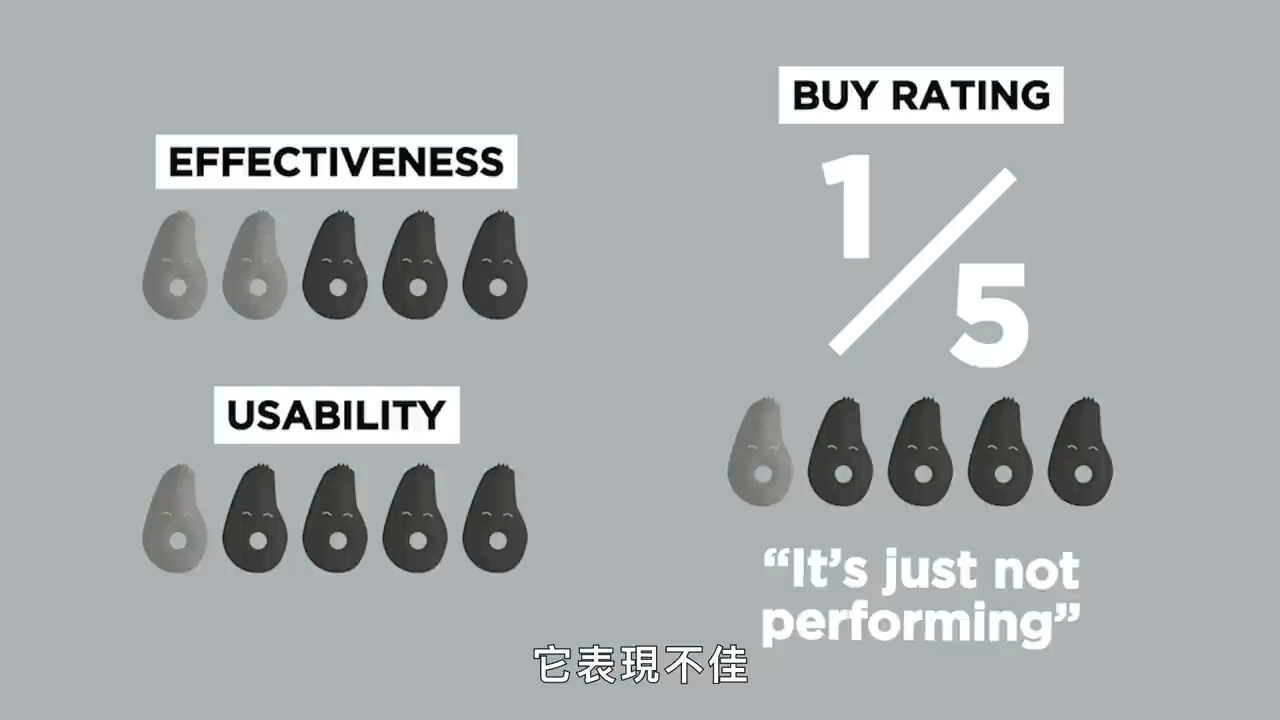 EFFECTIVENESS
USABILITY
BUY RATING
1/5
“It’s just not
performing”
它表現不佳